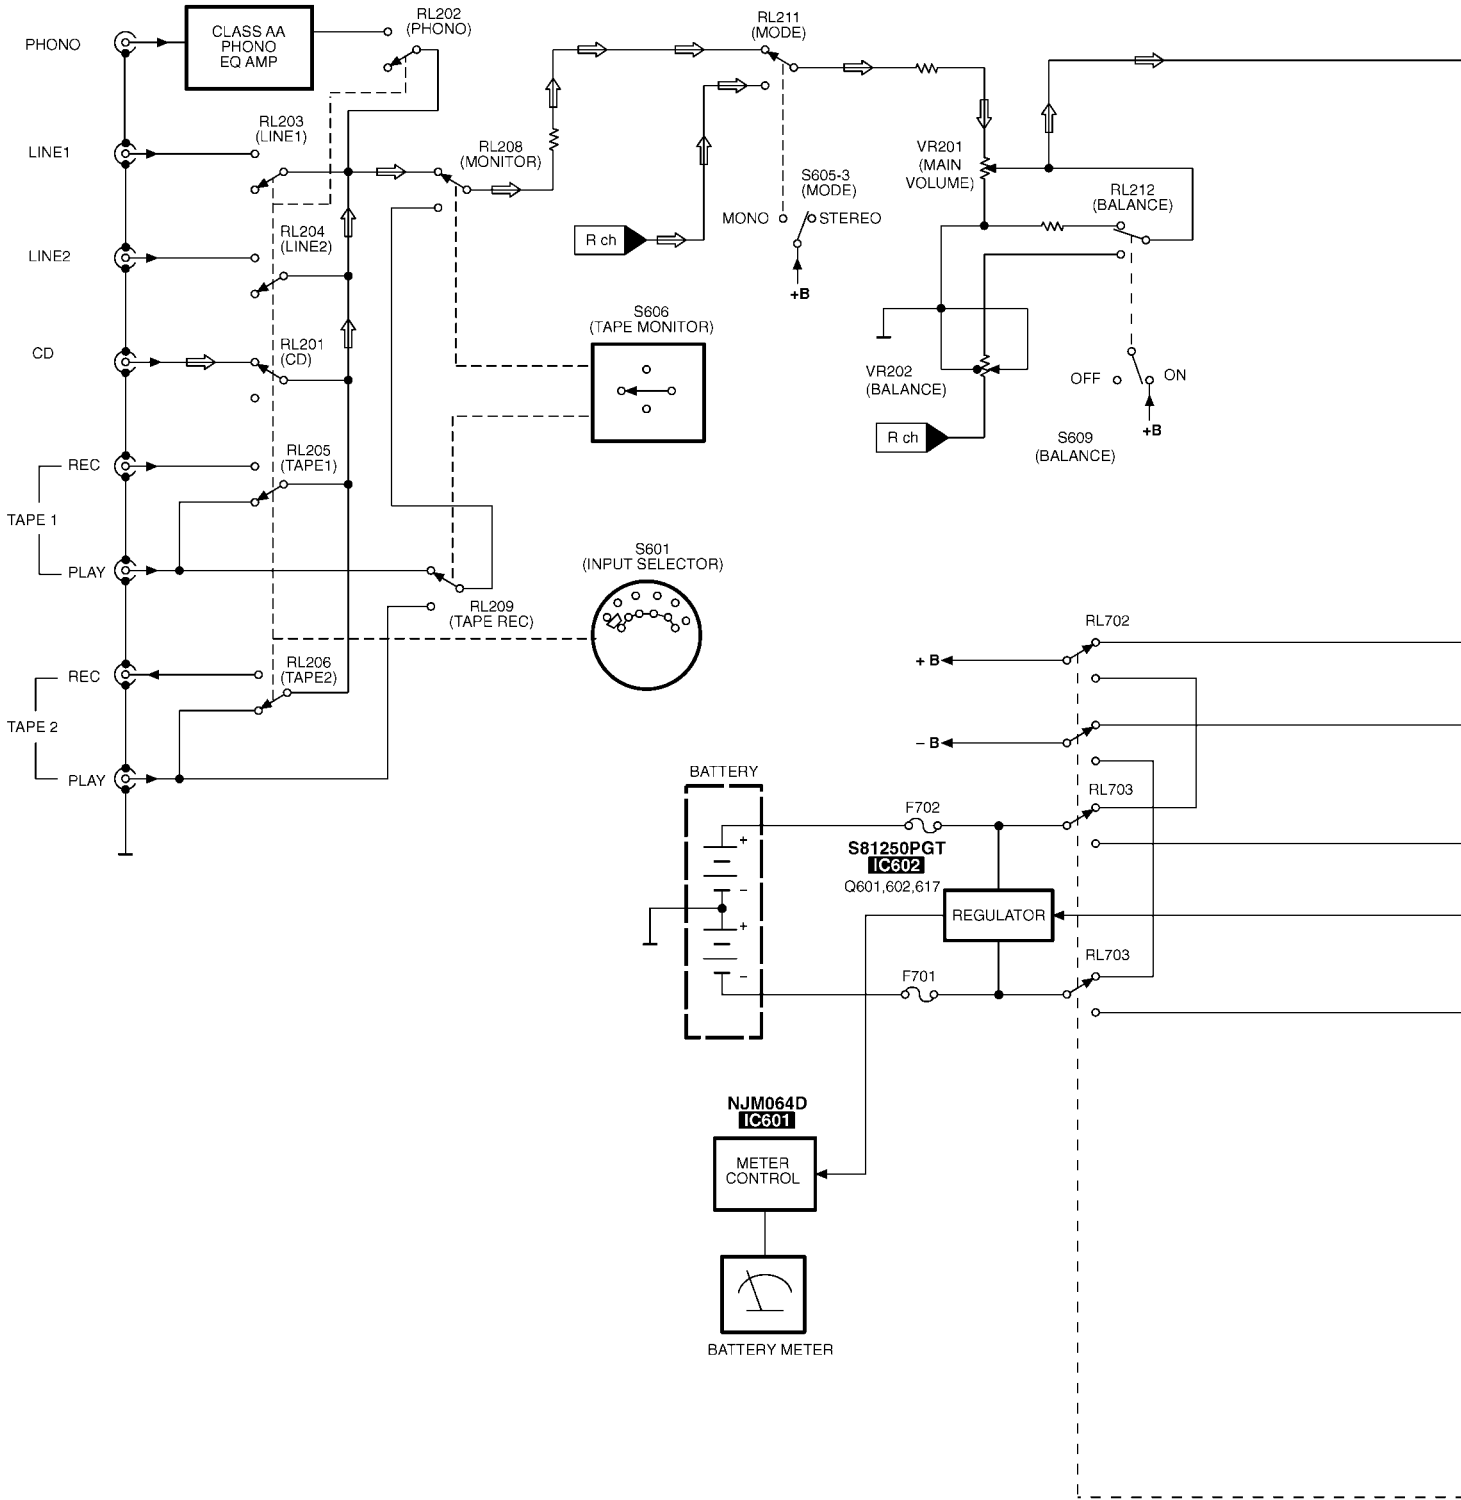 PHONO
CLASS AA
PHONO
EQ AMP
RL202
(PHONO)
RL211
(MODE)
LINE1
RL203
(LINE1)
RL208
(MONITOR)
VR201
(MAIN
VOLUME)
S605-3
(MODE)
MONO
STEREO
RL212
(BALANCE)
R ch
+B
LINE2
RL204
(LINE2)
CD
RL201
(CD)
S606
(TAPE MONITOR)
VR202
(BALANCE)
OFF
ON
+B
R ch
S609
(BALANCE)
REC
RL205
(TAPE1)
TAPE 1
PLAY
S601
(INPUT SELECTOR)
RL209
(TAPE REC)
RL702
+ B
REC
RL206
(TAPE2)
TAPE 2
PLAY
– B
BATTERY
RL703
F702
S81250PGT
IC602
Q601,602,617
+
–
+
–
REGULATOR
RL703
F701
NJM064D
IC601
METER
CONTROL
BATTERY METER